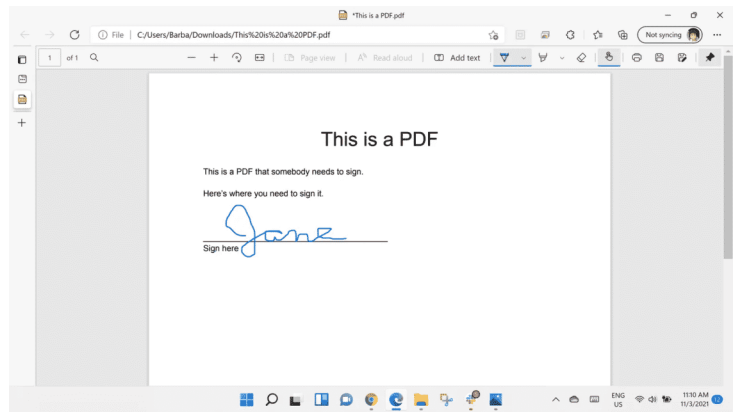 *This is a PDF.pdf
File | C:/Users/Barba/Downloads/This%20is%20a%20PDF.pdf
Not syncing
1 of 1 Page view Read aloud Add text
This is a PDF
This is a PDF that somebody needs to sign.
Here's where you need to sign it.
Jane
Sign here
ENG 11:10 AM
US 11/3/2021